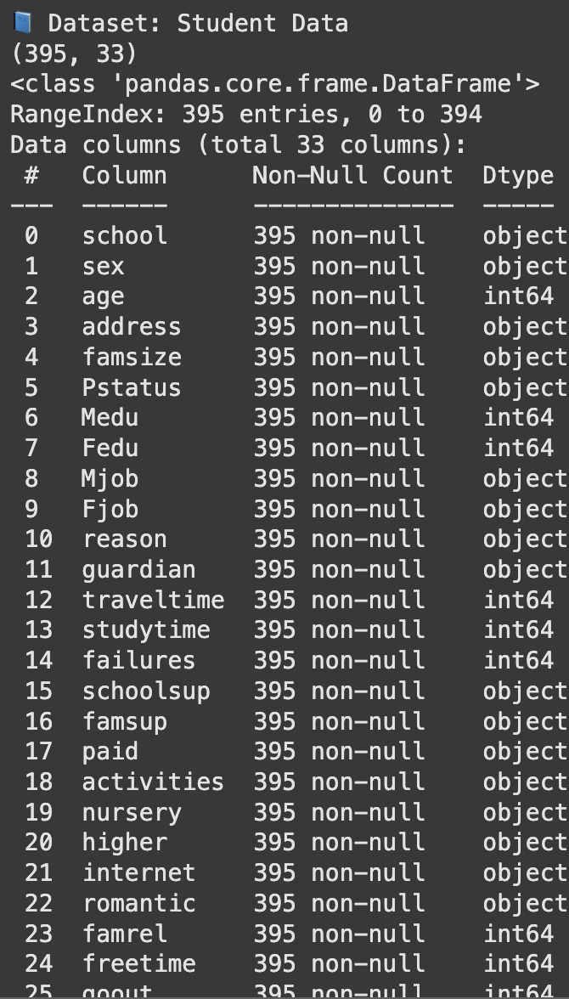 📘 Dataset: Student Data
(395, 33)
<class 'pandas.core.frame.DataFrame'>
RangeIndex: 395 entries, 0 to 394
Data columns (total 33 columns):
 #   Column      Non-Null Count  Dtype
---  ------      --------------  -----
 0   school      395 non-null    object
 1   sex         395 non-null    object
 2   age         395 non-null    int64
 3   address     395 non-null    object
 4   famsize     395 non-null    object
 5   Pstatus     395 non-null    object
 6   Medu        395 non-null    int64
 7   Fedu        395 non-null    int64
 8   Mjob        395 non-null    object
 9   Fjob        395 non-null    object
 10  reason      395 non-null    object
 11  guardian    395 non-null    object
 12  traveltime  395 non-null    int64
 13  studytime   395 non-null    int64
 14  failures    395 non-null    int64
 15  schoolsup   395 non-null    object
 16  famsup      395 non-null    object
 17  paid        395 non-null    object
 18  activities  395 non-null    object
 19  nursery     395 non-null    object
 20  higher      395 non-null    object
 21  internet    395 non-null    object
 22  romantic    395 non-null    object
 23  famrel      395 non-null    int64
 24  freetime    395 non-null    int64
 25  goout       395 non-null    int64